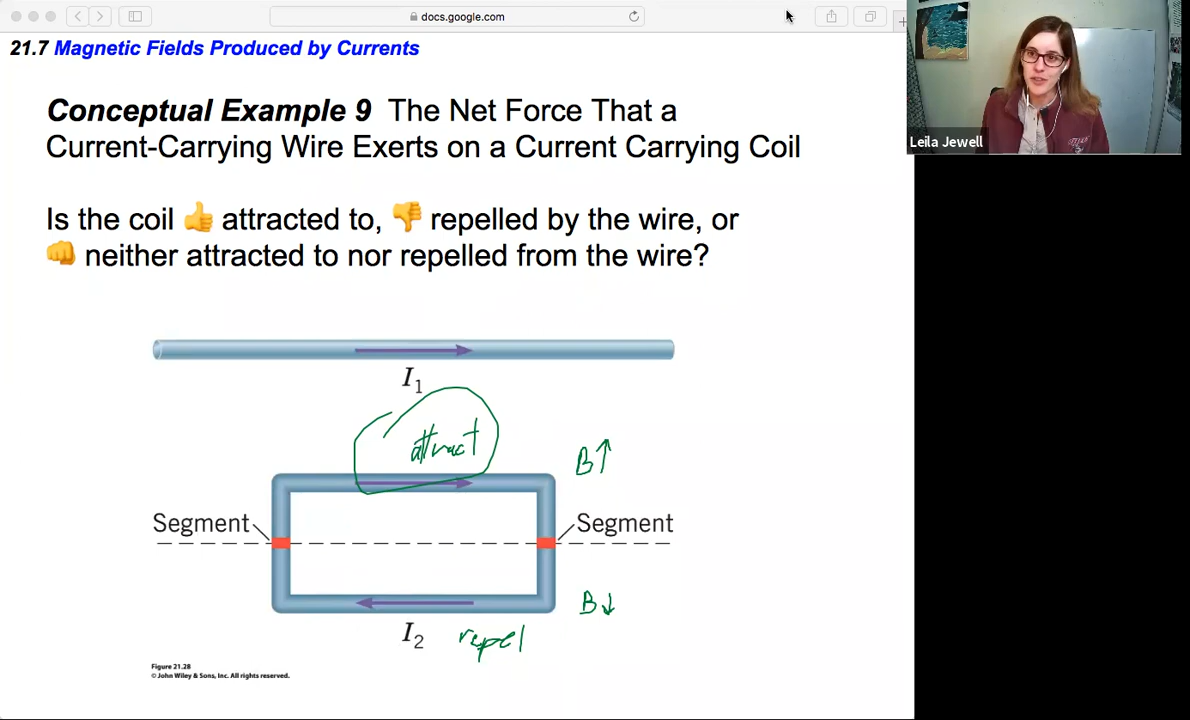 docs.google.com
21.7 Magnetic Fields Produced by Currents
Leila Jewell
Conceptual Example 9 The Net Force That a
Current-Carrying Wire Exerts on a Current Carrying Coil
Is the coil 👍 attracted to, 👎 repelled by the wire, or
👊 neither attracted to nor repelled from the wire?
I₁
attract
B↑
Segment
Segment
B↓
I₂
repel
Figure 21.28
© John Wiley & Sons, Inc. All rights reserved.